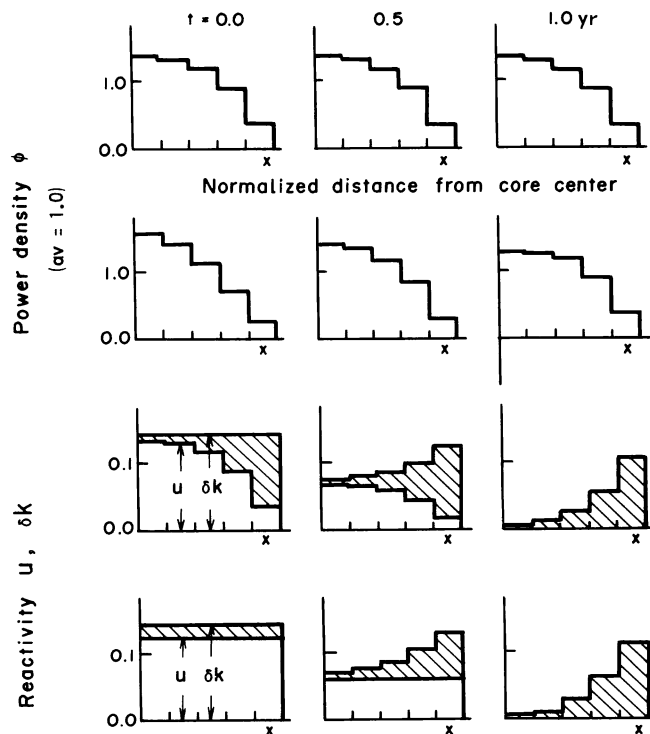 t = 0.0 0.5 1.0 yr
Power density ϕ
(av = 1.0)
1.0
0.0
x x x
Normalized distance from core center
1.0
0.0
x x x
Reactivity u, δk
0.1
0.0
u δk
x x x
0.1
0.0
u δk
x x x